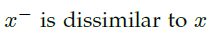 x⁻ is dissimilar to x